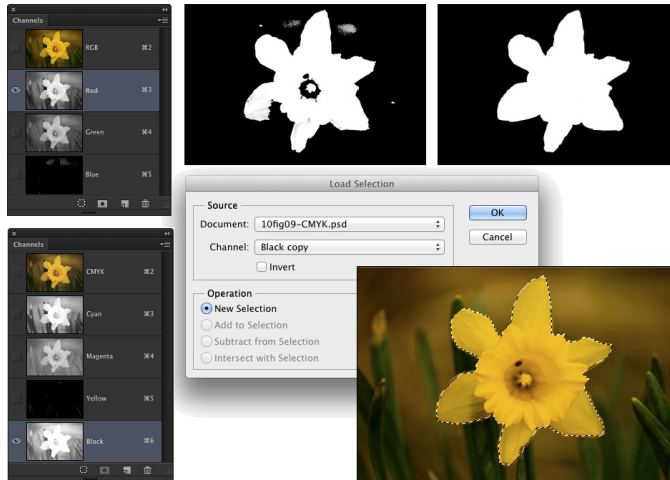 Channels
RGB ⌘2
Red ⌘3
Green ⌘4
Blue ⌘5
Channels
CMYK ⌘2
Cyan ⌘3
Magenta ⌘4
Yellow ⌘5
Black ⌘6
Load Selection
Source
Document: 10fig09-CMYK.psd
Channel: Black copy
Invert
OK
Cancel
Operation
New Selection
Add to Selection
Subtract from Selection
Intersect with Selection